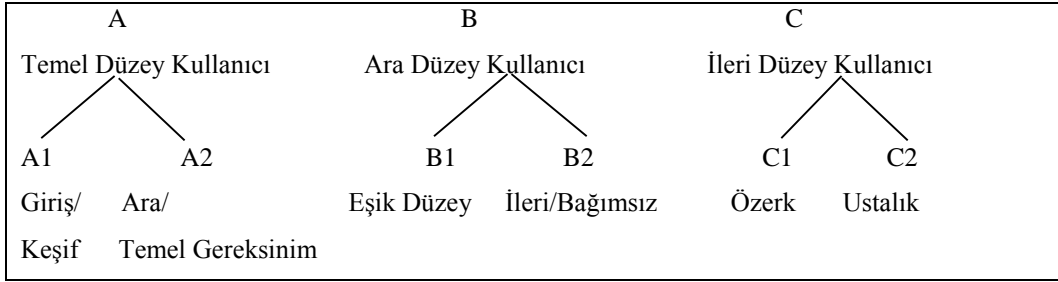 A B C
Temel Düzey Kullanıcı Ara Düzey Kullanıcı İleri Düzey Kullanıcı
A1 A2 B1 B2 C1 C2
Giriş/ Ara/ Eşik Düzey İleri/Bağımsız Özerk Ustalık
Keşif Temel Gereksinim